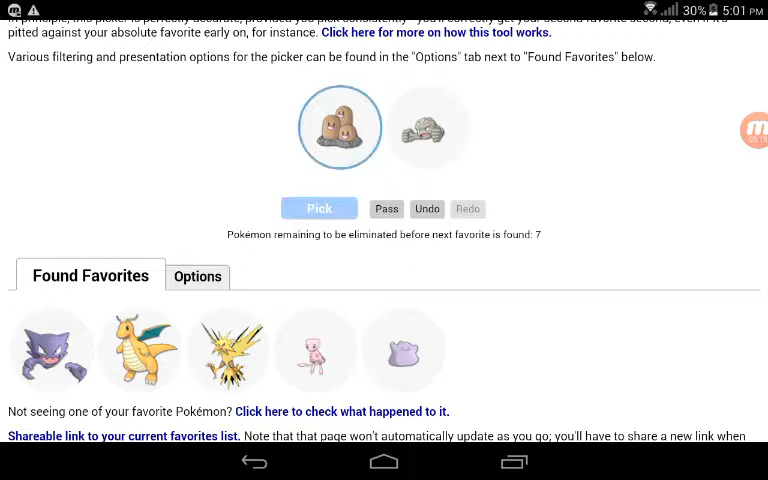 30% 5:01 PM
pitted against your absolute favorite early on, for instance. Click here for more on how this tool works.
Various filtering and presentation options for the picker can be found in the "Options" tab next to "Found Favorites" below.
Pick Pass Undo Redo
Pokémon remaining to be eliminated before next favorite is found: 7
Found Favorites Options
Not seeing one of your favorite Pokémon? Click here to check what happened to it.
Shareable link to your current favorites list. Note that that page won't automatically update as you go; you'll have to share a new link when